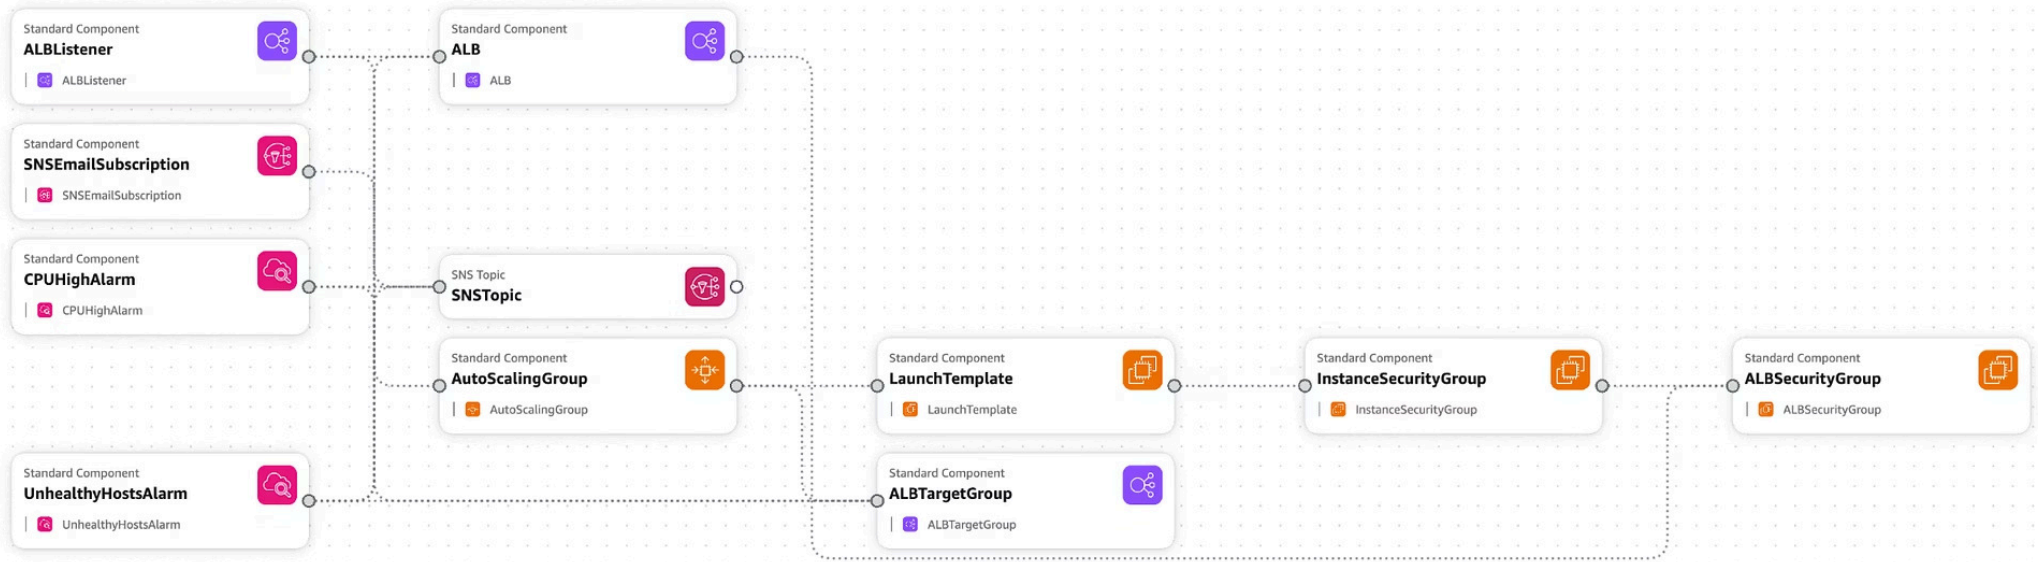 Standard Component
ALBListener
ALBListener
Standard Component
ALB
ALB
Standard Component
SNSEmailSubscription
SNSEmailSubscription
Standard Component
CPUHighAlarm
CPUHighAlarm
SNS Topic
SNSTopic
Standard Component
AutoScalingGroup
AutoScalingGroup
Standard Component
LaunchTemplate
LaunchTemplate
Standard Component
InstanceSecurityGroup
InstanceSecurityGroup
Standard Component
ALBSecurityGroup
ALBSecurityGroup
Standard Component
UnhealthyHostsAlarm
UnhealthyHostsAlarm
Standard Component
ALBTargetGroup
ALBTargetGroup